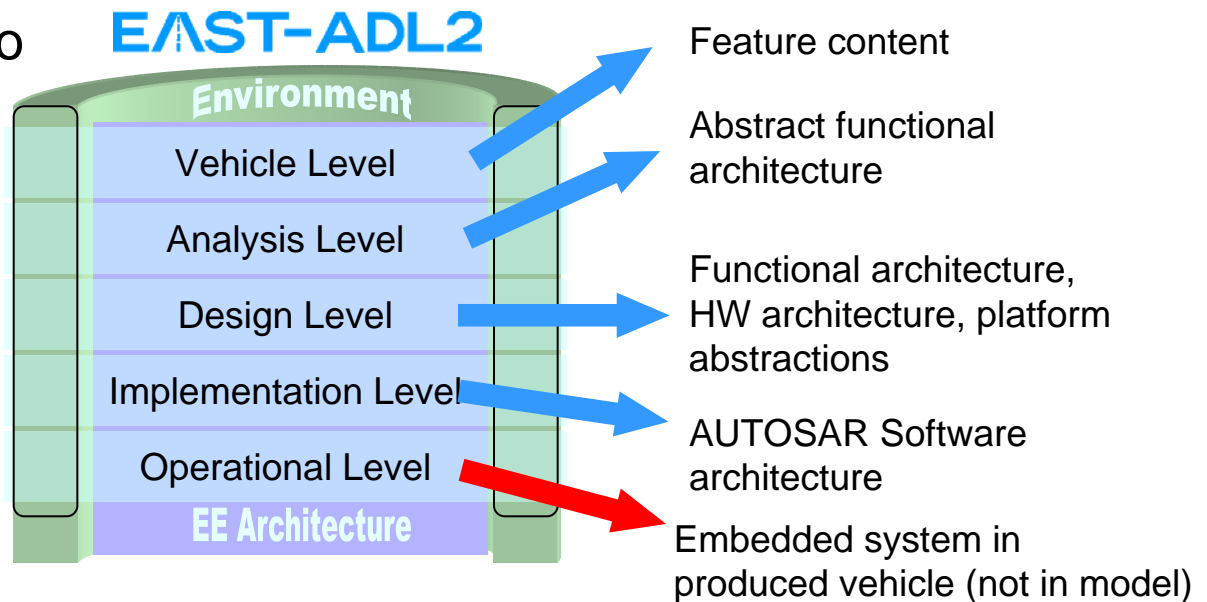 o
EAST-ADL2
Environment
Vehicle Level
Analysis Level
Design Level
Implementation Level
Operational Level
EE Architecture
Feature content
Abstract functional
architecture
Functional architecture,
HW architecture, platform
abstractions
AUTOSAR Software
architecture
Embedded system in
produced vehicle (not in model)